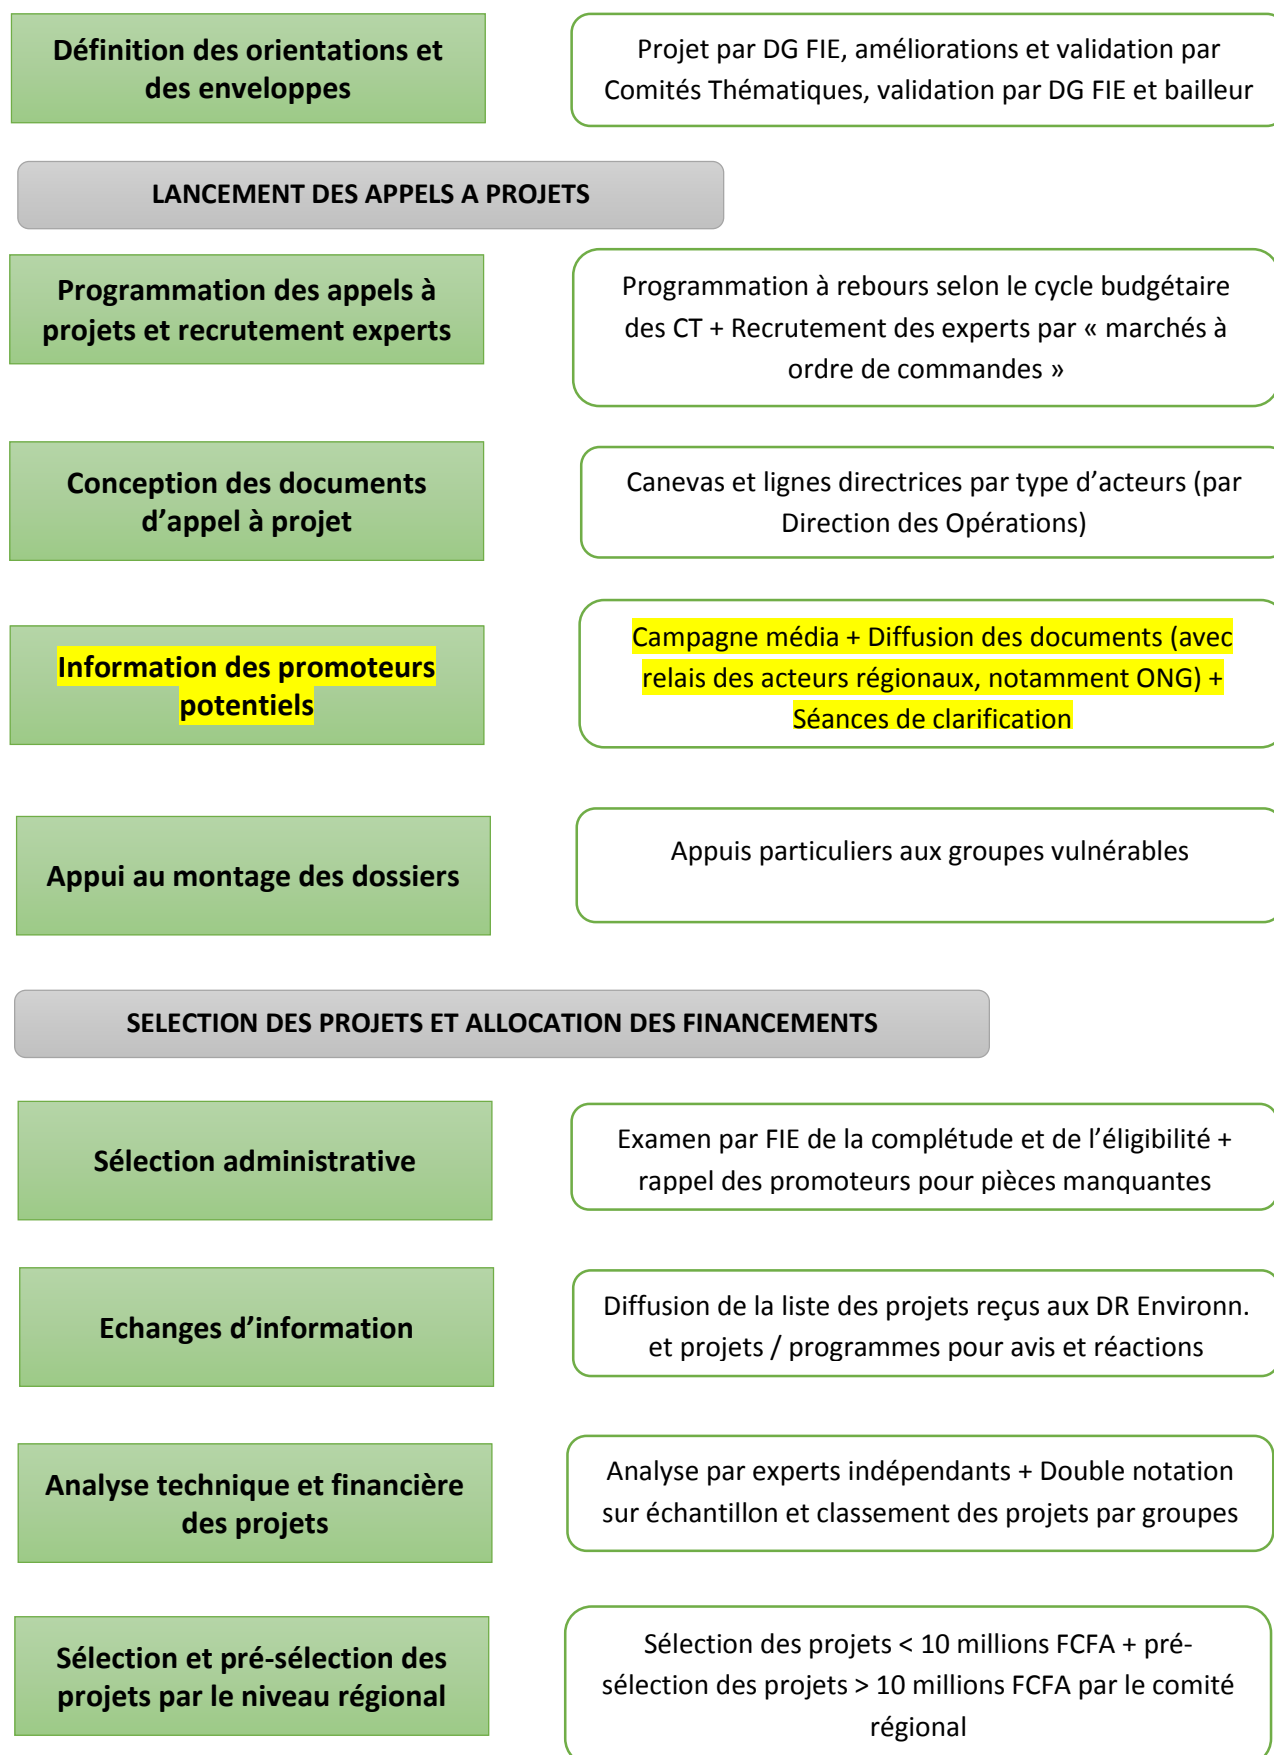 Définition des orientations et
des enveloppes
Projet par DG FIE, améliorations et validation par
Comités Thématiques, validation par DG FIE et bailleur
LANCEMENT DES APPELS A PROJETS
Programmation des appels à
projets et recrutement experts
Programmation à rebours selon le cycle budgétaire
des CT + Recrutement des experts par « marchés à
ordre de commandes »
Conception des documents
d’appel à projet
Canevas et lignes directrices par type d’acteurs (par
Direction des Opérations)
Information des promoteurs
potentiels
Campagne média + Diffusion des documents (avec
relais des acteurs régionaux, notamment ONG) +
Séances de clarification
Appui au montage des dossiers
Appuis particuliers aux groupes vulnérables
SELECTION DES PROJETS ET ALLOCATION DES FINANCEMENTS
Sélection administrative
Examen par FIE de la complétude et de l’éligibilité +
rappel des promoteurs pour pièces manquantes
Echanges d’information
Diffusion de la liste des projets reçus aux DR Environn.
et projets / programmes pour avis et réactions
Analyse technique et financière
des projets
Analyse par experts indépendants + Double notation
sur échantillon et classement des projets par groupes
Sélection et pré-sélection des
projets par le niveau régional
Sélection des projets < 10 millions FCFA + pré-
sélection des projets > 10 millions FCFA par le comité
régional